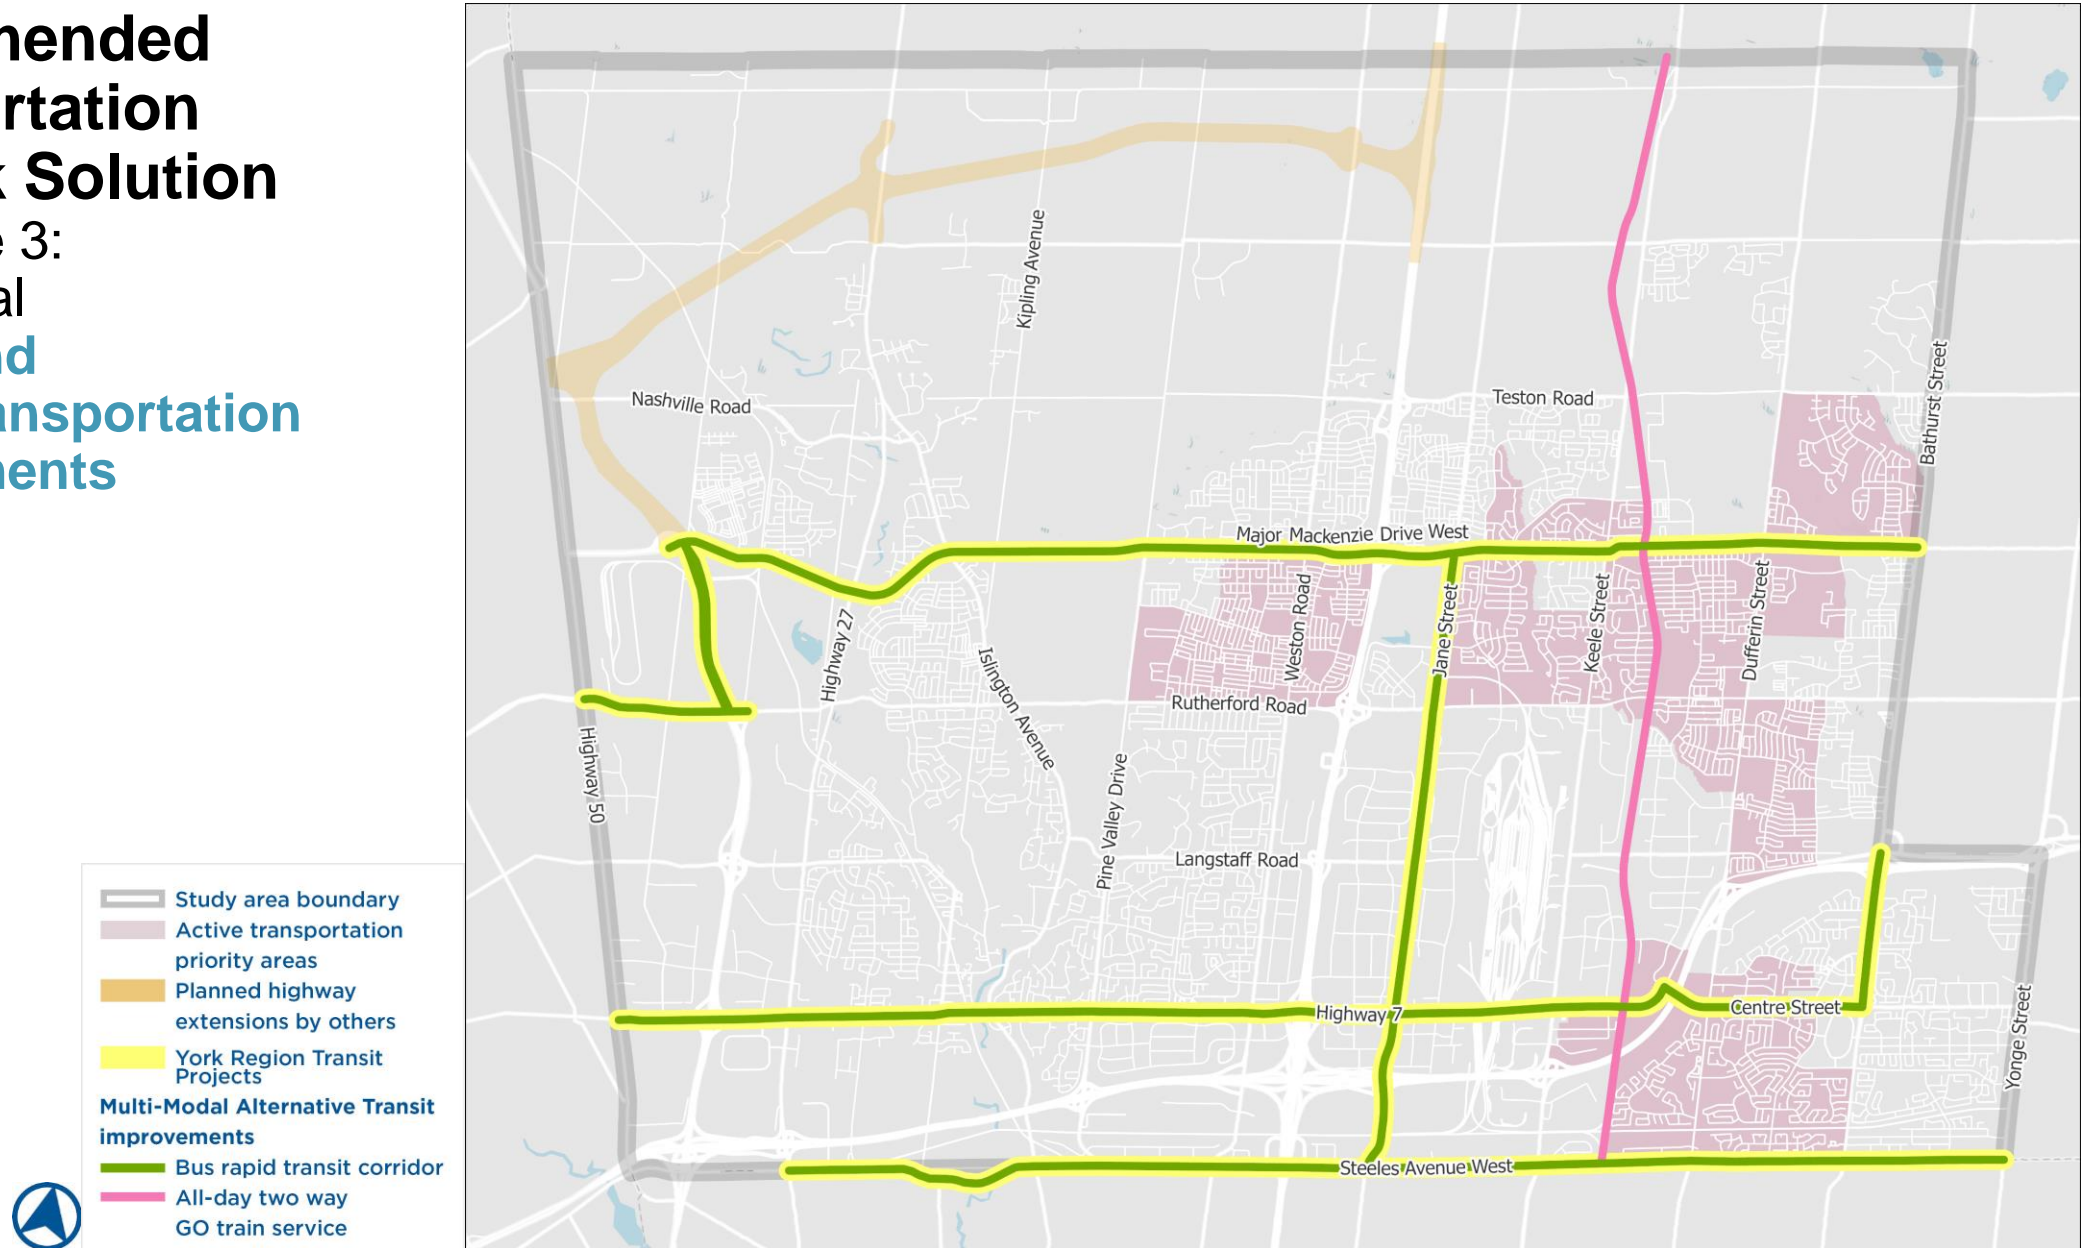 mended
rtation
k Solution
e 3:
al
nd
ansportation
ments
Kipling Avenue
Nashville Road
Teston Road
Bathurst Street
Major Mackenzie Drive West
Weston Road
Jane Street
Keele Street
Dufferin Street
Highway 27
Islington Avenue
Rutherford Road
Highway 50
Pine Valley Drive
Langstaff Road
Highway 7
Centre Street
Yonge Street
Steeles Avenue West
Study area boundary
Active transportation
priority areas
Planned highway
extensions by others
York Region Transit
Projects
Multi-Modal Alternative Transit
improvements
Bus rapid transit corridor
All-day two way
GO train service